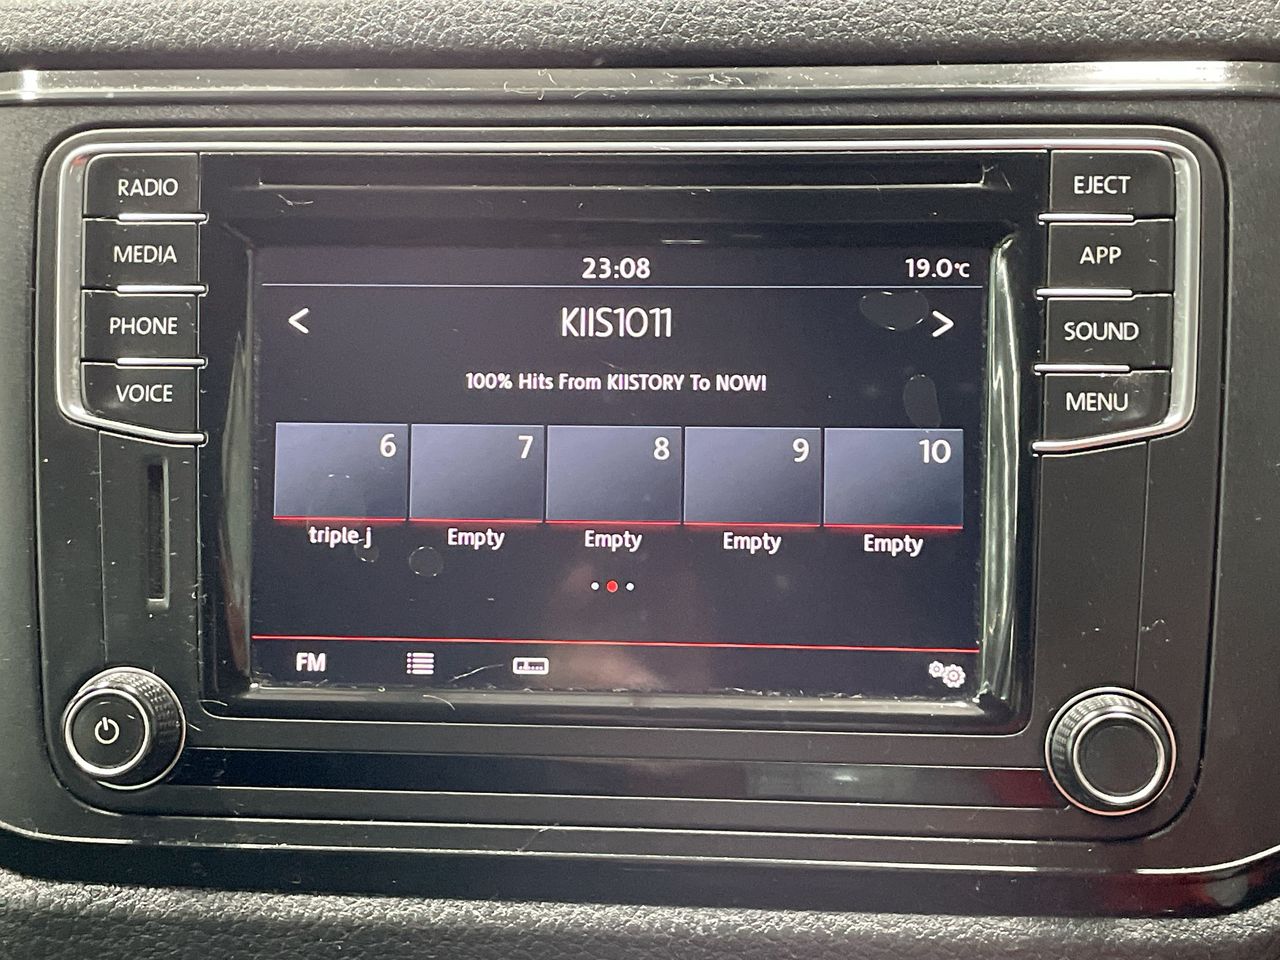 RADIO
MEDIA
PHONE
VOICE
EJECT
APP
SOUND
MENU
23:08
19.0°C
< KIIS1011 >
100% Hits From KIISTORY To NOW!
6 7 8 9 10
triple j Empty Empty Empty Empty
FM